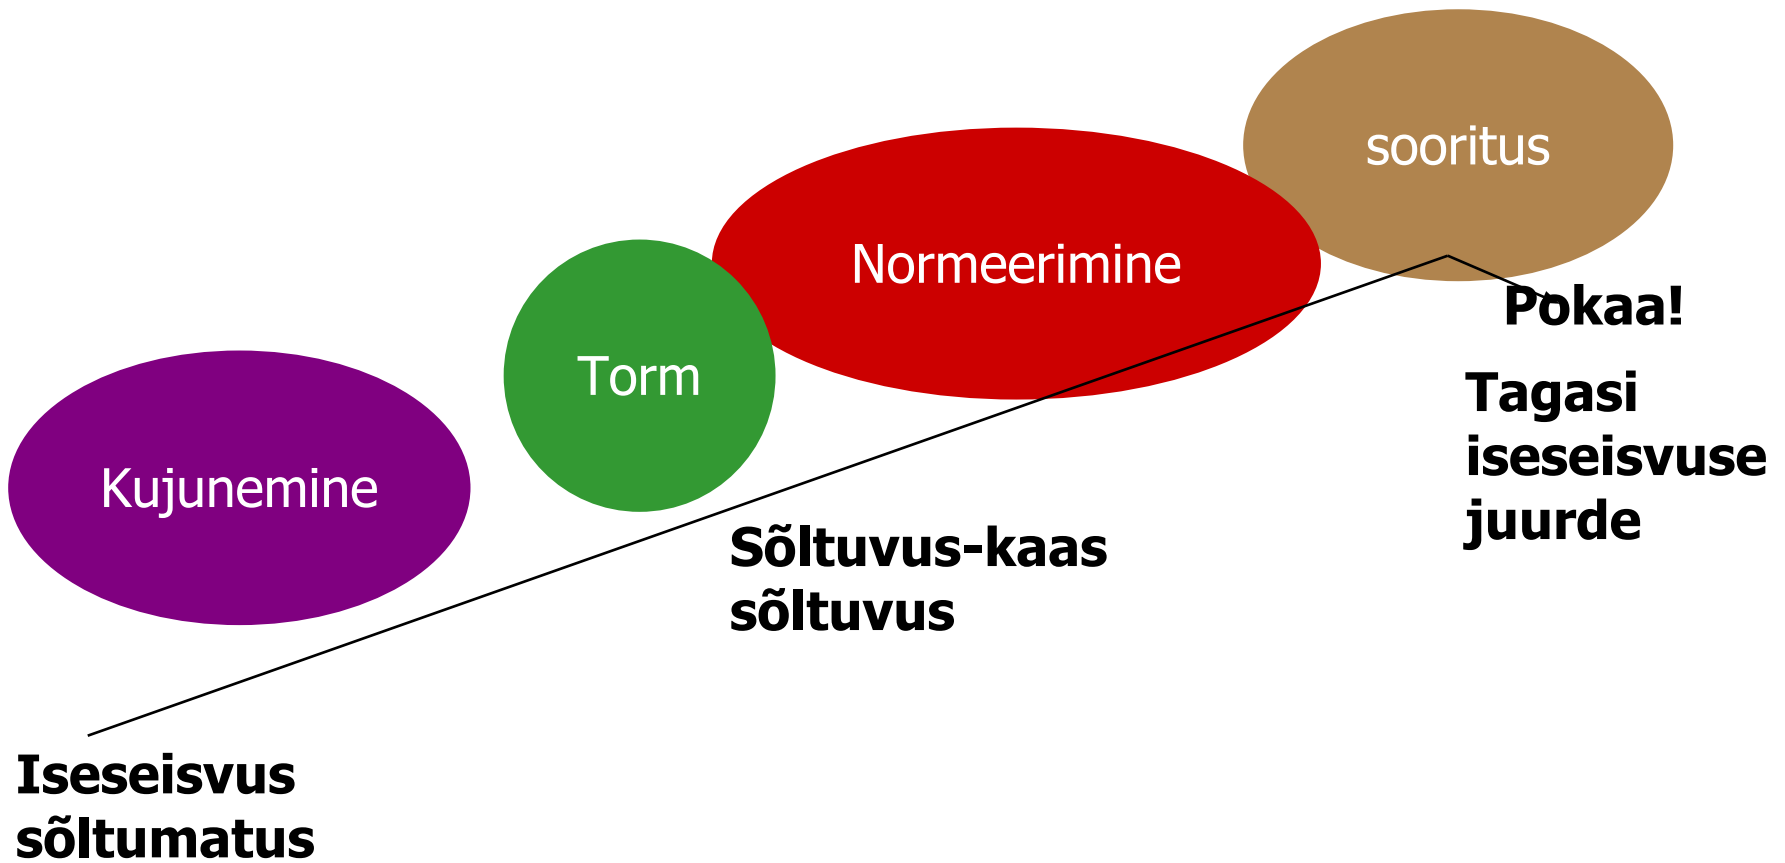 sooritus
Normeerimine
Torm
Kujunemine
Pokaa!
Tagasi
iseseisvuse
juurde
Sõltuvus-kaas
sõltuvus
Iseseisvus
sõltumatus